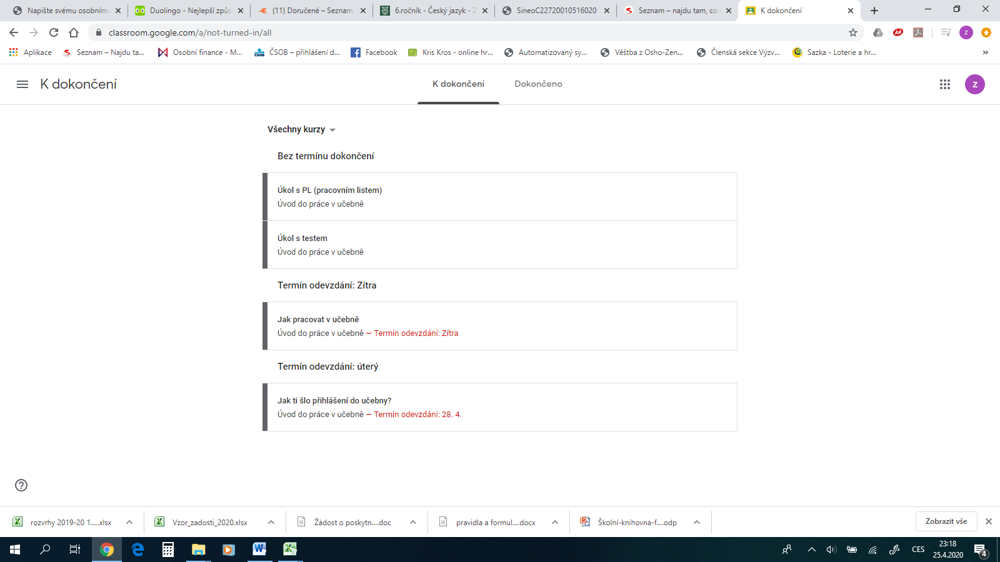 Napište svému osobnímu
Duolingo - Nejlepší způs
(11) Doručené – Seznam
6.ročník - Český jazyk - Z
SineoC22720010516020
Seznam – najdu tam, co
K dokončení
classroom.google.com/a/not-turned-in/all
Ask
z
Aplikace
Seznam – Najdu ta...
Osobní finance - M...
ČSOB – přihlášení d...
Facebook
Kris Kros - online hr...
Automatizovaný sy...
Věštba z Osho-Zen...
Členská sekce Výzv...
Sazka - Loterie a hr...
»
K dokončení
K dokončení
Dokončeno
z
Všechny kurzy
Bez termínu dokončení
Úkol s PL (pracovním listem)
Úvod do práce v učebně
Úkol s testem
Úvod do práce v učebně
Termín odevzdání: Zítra
Jak pracovat v učebně
Úvod do práce v učebně — Termín odevzdání: Zítra
Termín odevzdání: úterý
Jak ti šlo přihlášení do učebny?
Úvod do práce v učebně — Termín odevzdání: 28. 4.
rozvrhy 2019-20 1.....xlsx
Vzor_zadosti_2020.xlsx
Žádost o poskytn....doc
pravidla a formul....docx
Školní-knihovna-f....odp
Zobrazit vše
CES
23:18
25.4.2020
4